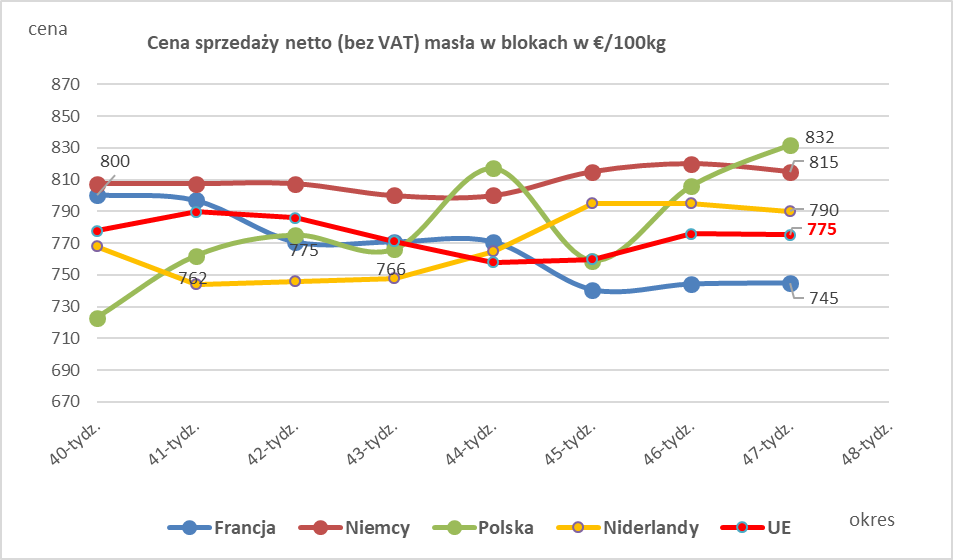 cena
Cena sprzedaży netto (bez VAT) masła w blokach w €/100kg
870
850
830
810
790
770
750
730
710
690
670
800
762
775
766
832
815
790
775
745
40-tydz.
41-tydz.
42-tydz.
43-tydz.
44-tydz.
45-tydz.
46-tydz.
47-tydz.
48-tydz.
Francja Niemcy Polska Niderlandy UE
okres